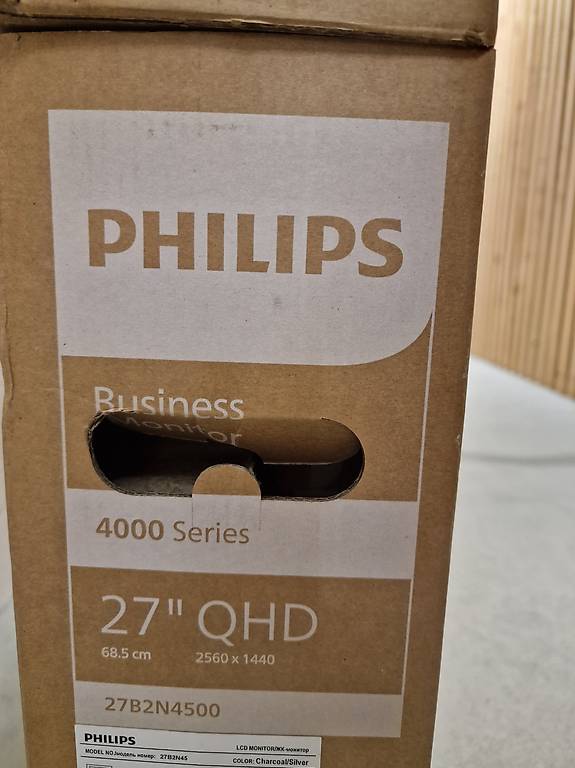 PHILIPS
Business
Monitor
4000 Series
27" QHD
68.5 cm 2560 x 1440
27B2N4500
PHILIPS
LCD MONITOR/ЖК-монитор
MODEL NO./модель номер: 27B2N45
COLOR: Charcoal/Silver